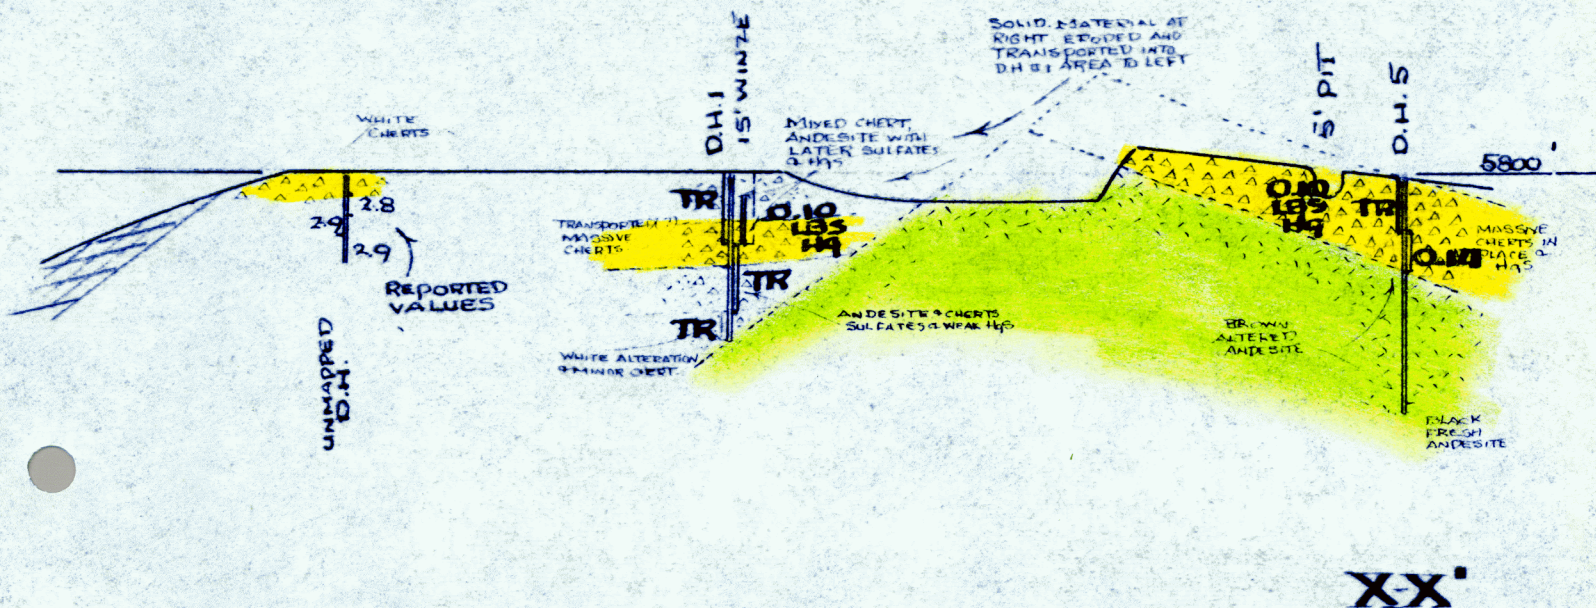 SOLID MATERIAL AT
RIGHT ERODED AND
TRANSPORTED INTO
D.H #1 AREA TO LEFT
WHITE
CHERTS
D.H.1
15' WINZE
MIXED CHERT,
ANDESITE WITH
LATER SULFATES
& HgS
5' PIT
D.H.5
5800'
2.8
2.9
2.9
REPORTED
VALUES
UNMAPPED
D.H.
TR
0.10
LBS
Hg
TRANSPORTED(?)
MASSIVE
CHERTS
TR
TR
WHITE ALTERATION
& MINOR CHERT
ANDESITE & CHERTS
SULFATES & WEAK HgS
0.10
LBS
Hg
TR
MASSIVE
CHERTS IN
PLACE &
HgS
BROWN
ALTERED
ANDESITE
BLACK
FRESH
ANDESITE
X-X'